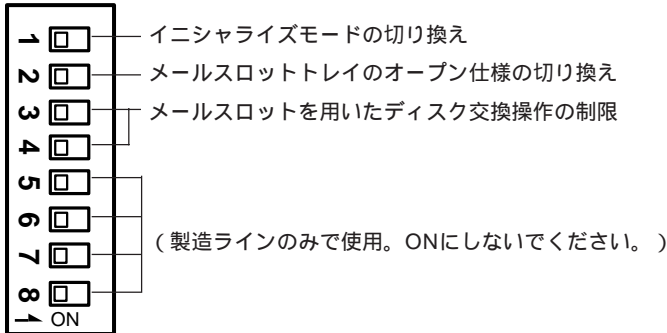 1 イニシャライズモードの切り換え
2 メールスロットトレイのオープン仕様の切り換え
3 メールスロットを用いたディスク交換操作の制限
4
5
6
7 (製造ラインのみで使用。ONにしないでください。)
8
ON